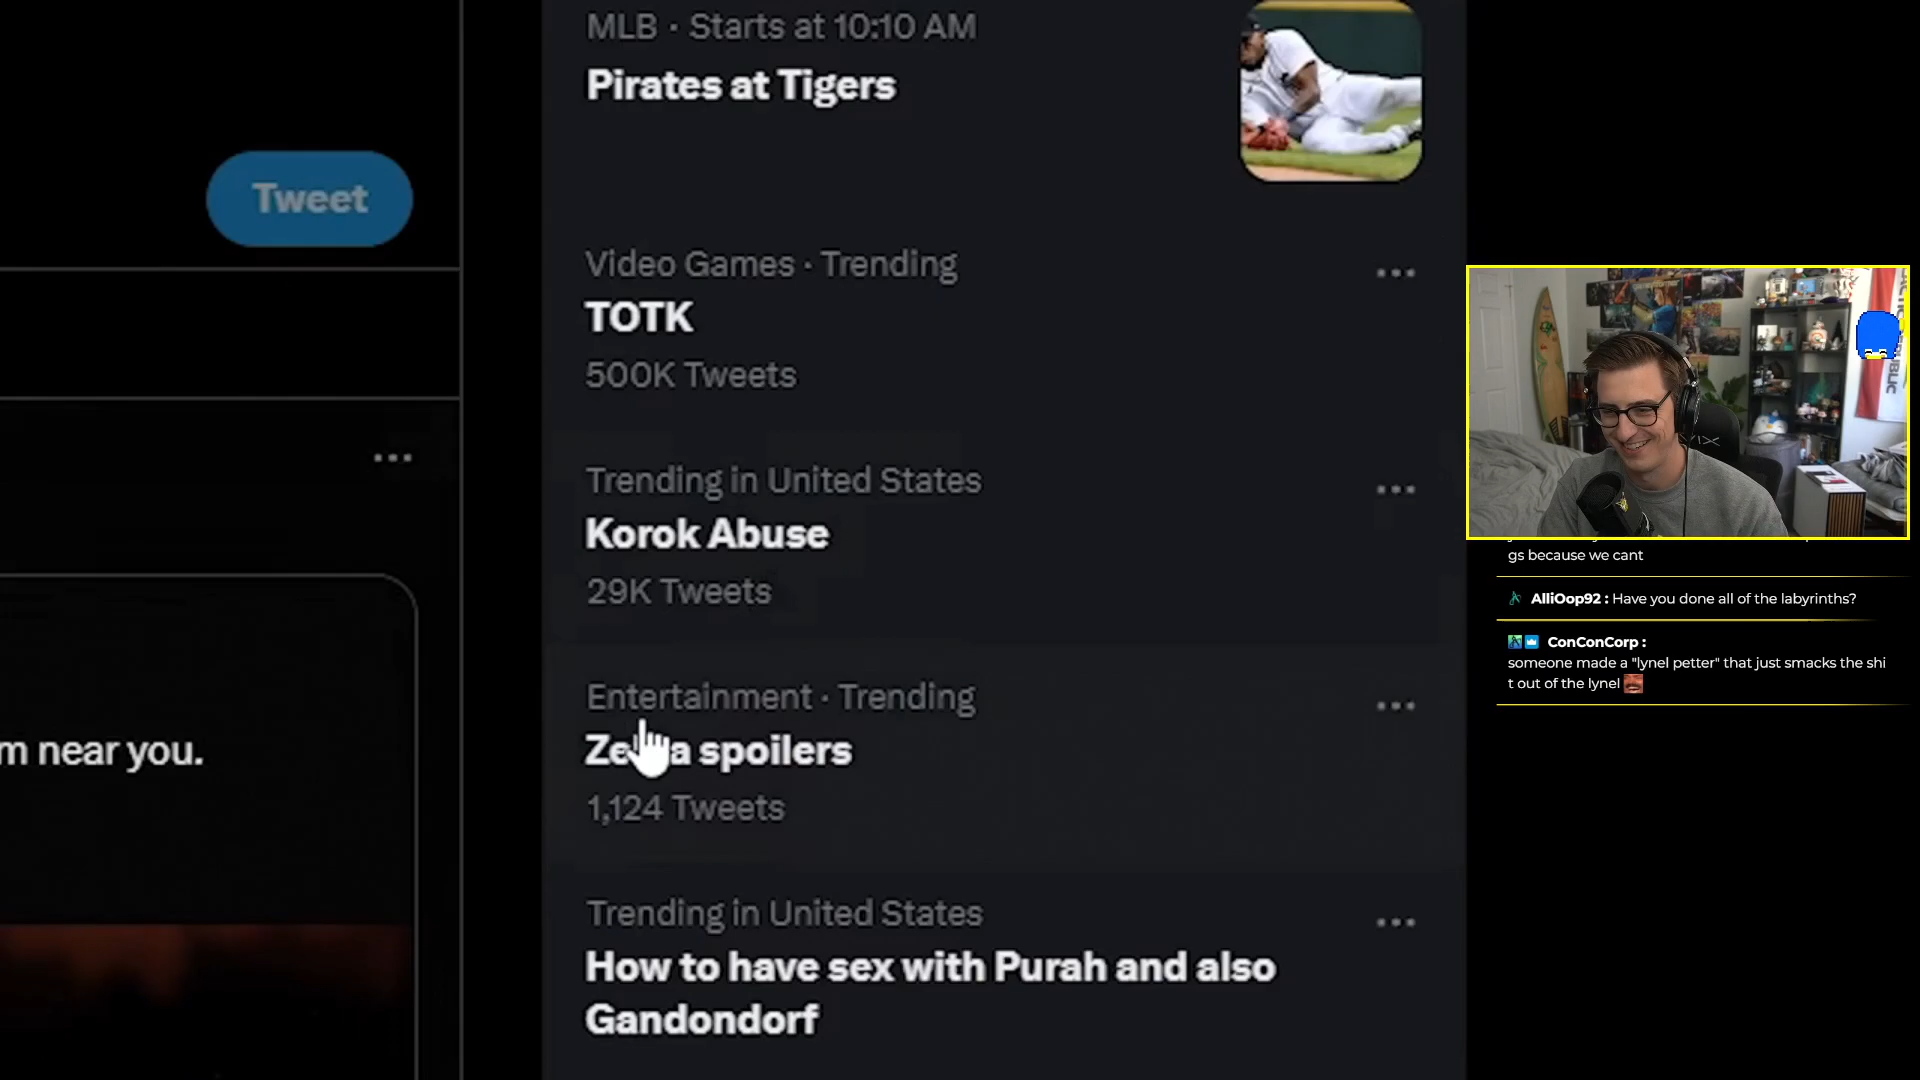 MLB · Starts at 10:10 AM
Pirates at Tigers
Tweet
Video Games · Trending
TOTK
500K Tweets
Trending in United States
Korok Abuse
29K Tweets
m near you.
Entertainment · Trending
spoilers
1,124 Tweets
Trending in United States
How to have sex with Purah and also
Gandondorf
gs because we cant
AlliOop92 : Have you done all of the labyrinths?
ConConCorp :
someone made a "lynel petter" that just smacks the shi
t out of the lynel